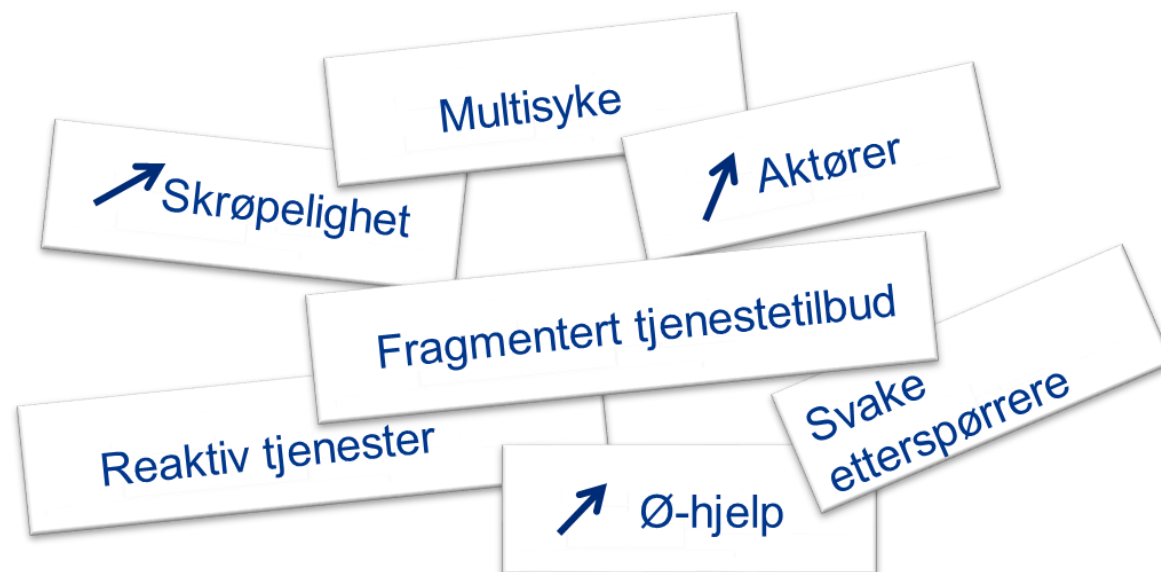 Multisyke
Aktører
Skrøpelighet
Fragmentert tjenestetilbud
Svake
etterspørrere
Reaktiv tjenester
Ø-hjelp